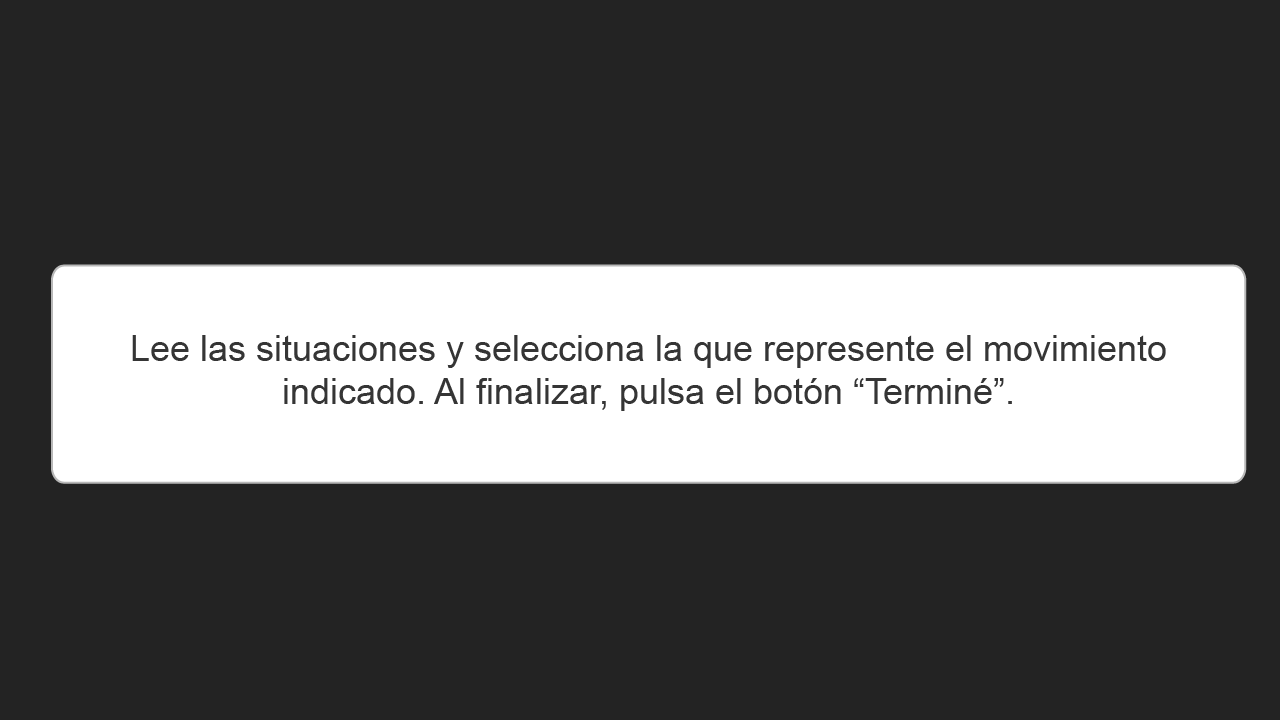 Lee las situaciones y selecciona la que represente el movimiento
indicado. Al finalizar, pulsa el botón “Terminé”.